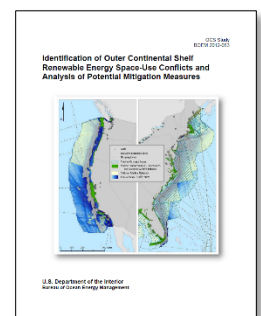 OCS Study
BOEM 2012-083
Identification of Outer Continental Shelf
Renewable Energy Space-Use Conflicts and
Analysis of Potential Mitigation Measures
U.S. Department of the Interior
Bureau of Ocean Energy Management